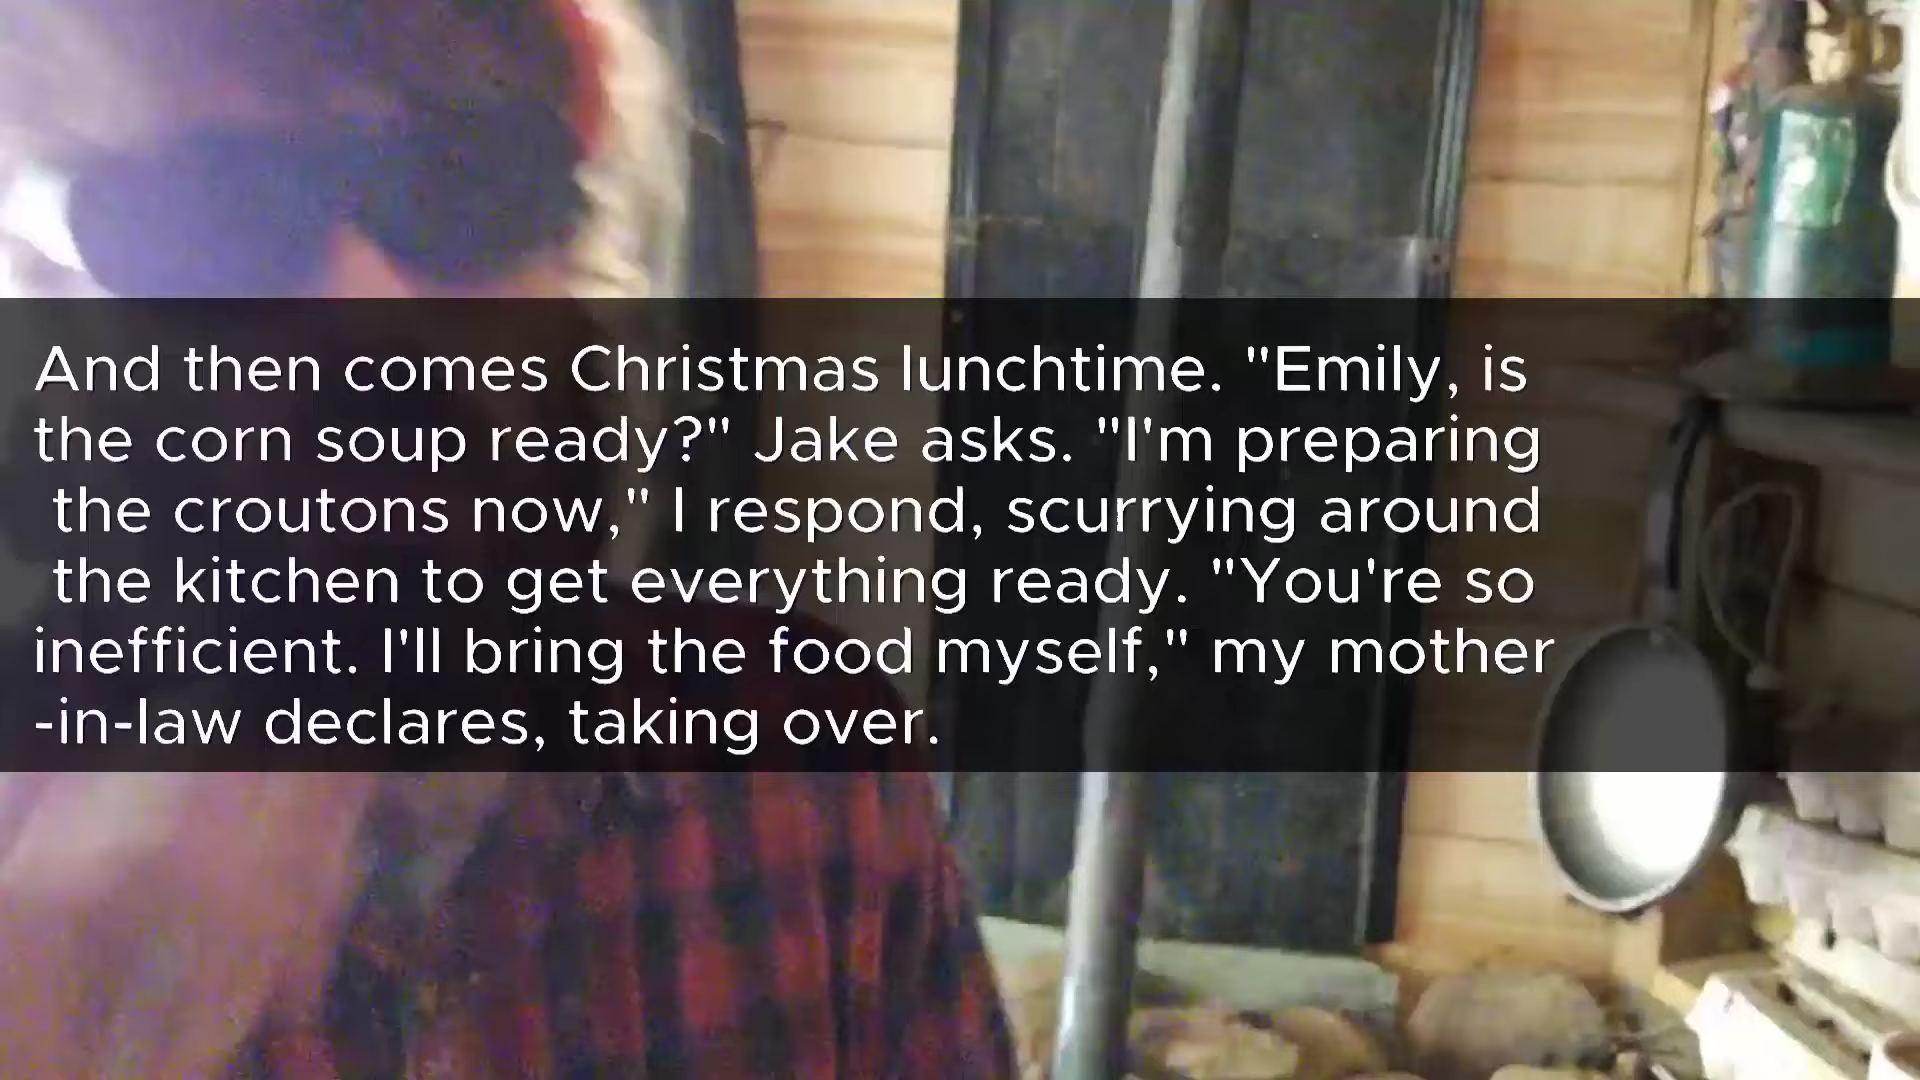 And then comes Christmas lunchtime. "Emily, is
the corn soup ready?" Jake asks. "I'm preparing
the croutons now," I respond, scurrying around
the kitchen to get everything ready. "You're so
inefficient. I'll bring the food myself," my mother
-in-law declares, taking over.